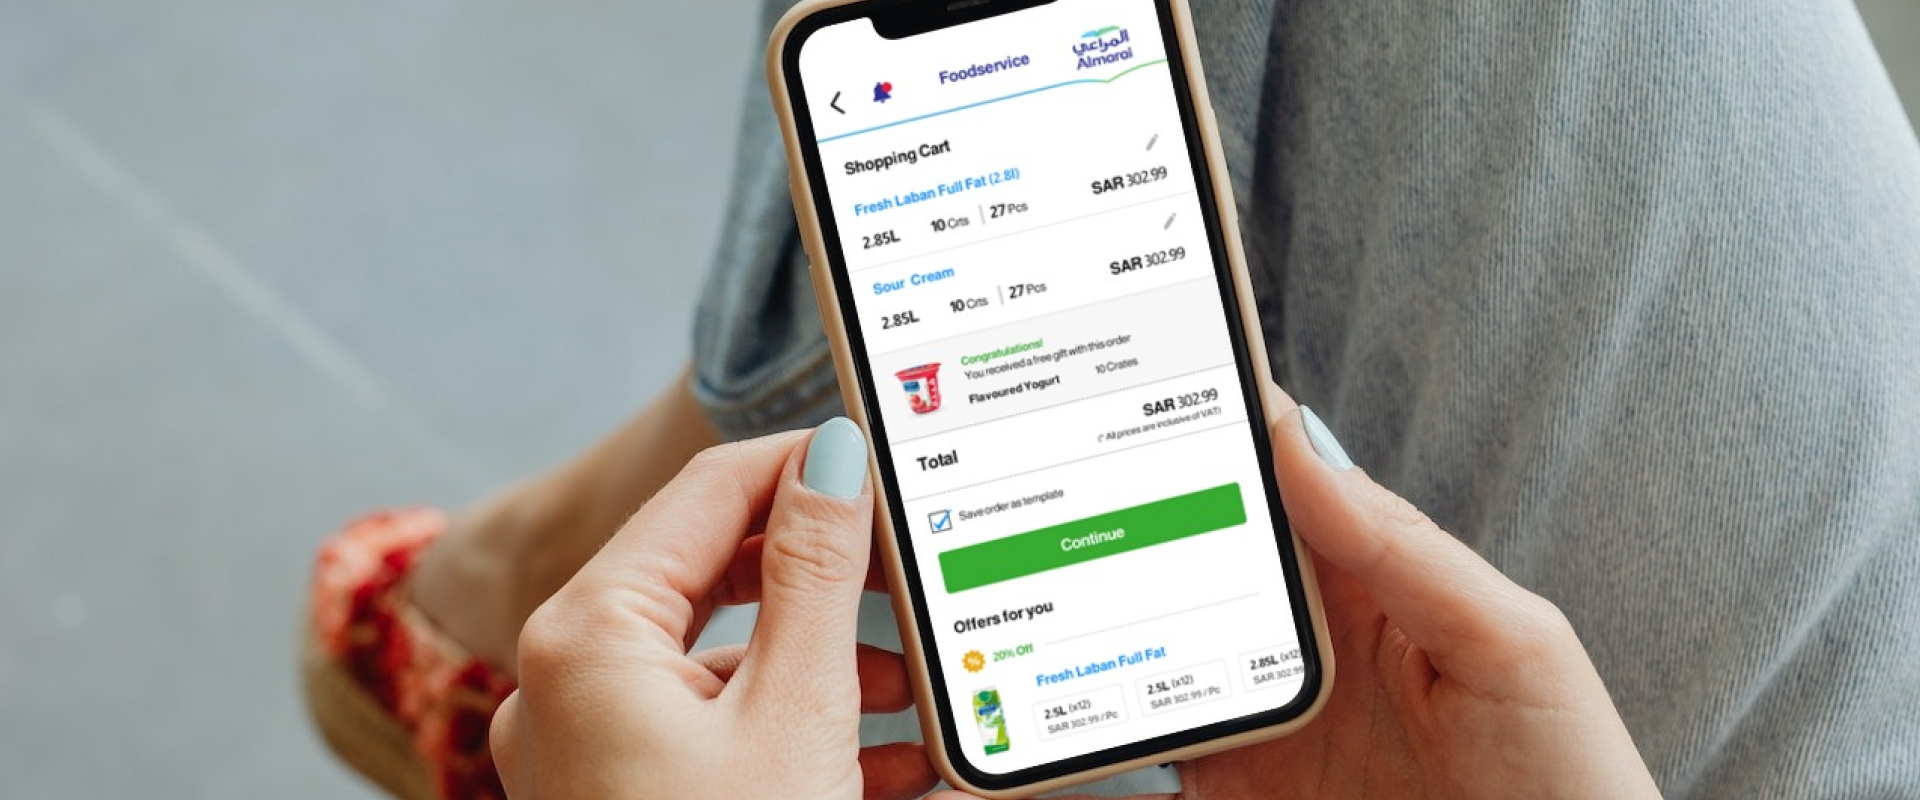 Foodservice
المراعي
Almarai
Shopping Cart
Fresh Laban Full Fat (2.8l)
2.85L 10 Crts 27 Pcs SAR 302.99
Sour Cream
2.85L 10 Crts 27 Pcs SAR 302.99
Congratulations!
You received a free gift with this order
Flavoured Yogurt 10 Crates
Total SAR 302.99
(* All prices are inclusive of VAT)
Save order as template
Continue
Offers for you
% 20% Off
Fresh Laban Full Fat
2.5L (x12) 2.5L (x12) 2.85L (x12)
SAR 302.99 / Pc SAR 302.99 / Pc SAR 302.99